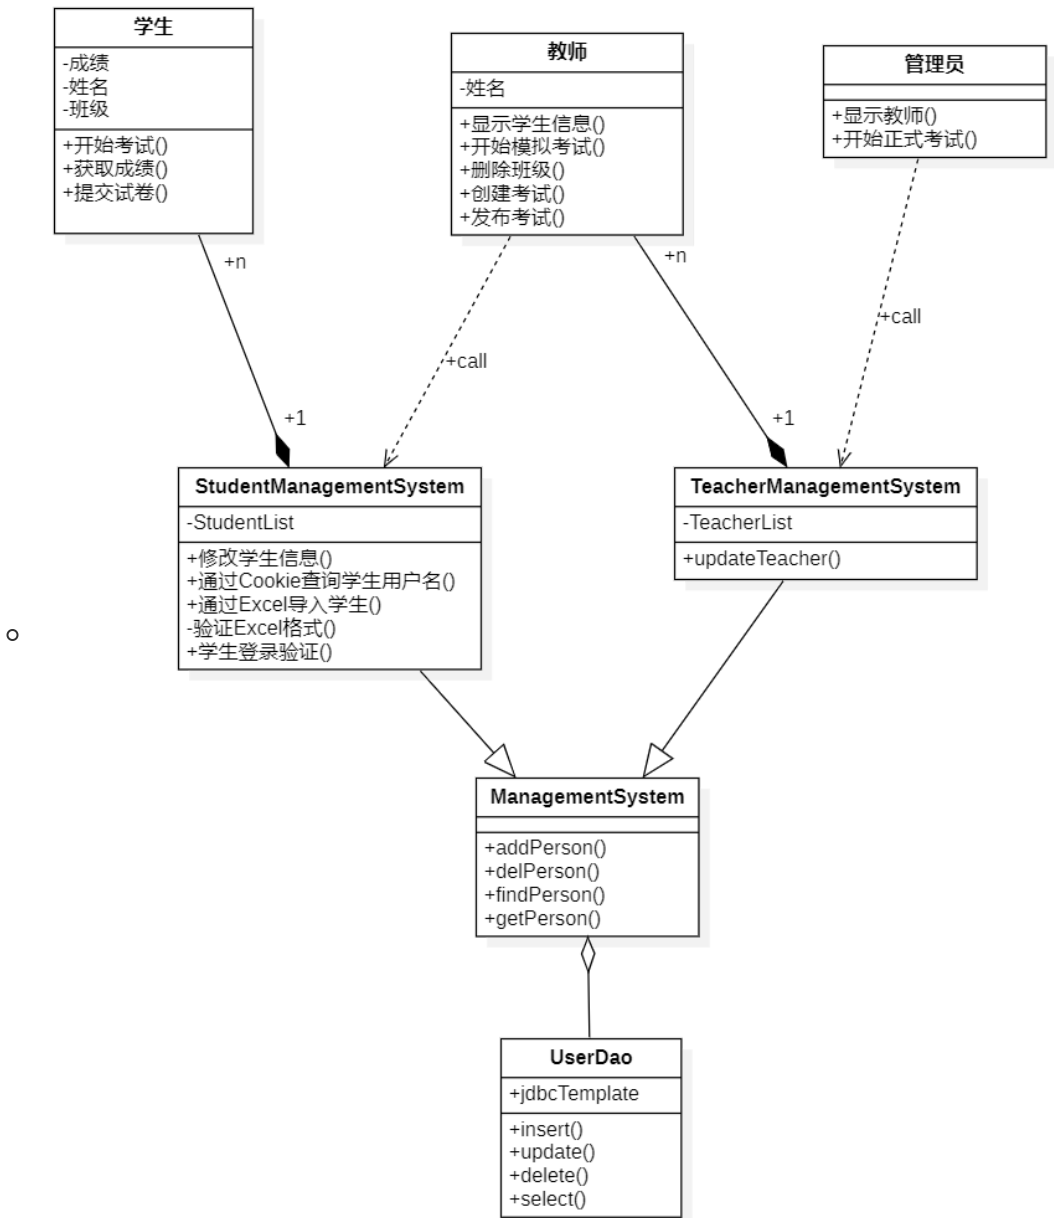 学生
-成绩
-姓名
-班级
+开始考试()
+获取成绩()
+提交试卷()
教师
-姓名
+显示学生信息()
+开始模拟考试()
+删除班级()
+创建考试()
+发布考试()
管理员
+显示教师()
+开始正式考试()
+n
+n
+call
+call
+1
+1
StudentManagementSystem
-StudentList
+修改学生信息()
+通过Cookie查询学生用户名()
+通过Excel导入学生()
-验证Excel格式()
+学生登录验证()
TeacherManagementSystem
-TeacherList
+updateTeacher()
ManagementSystem
+addPerson()
+delPerson()
+findPerson()
+getPerson()
UserDao
+jdbcTemplate
+insert()
+update()
+delete()
+select()